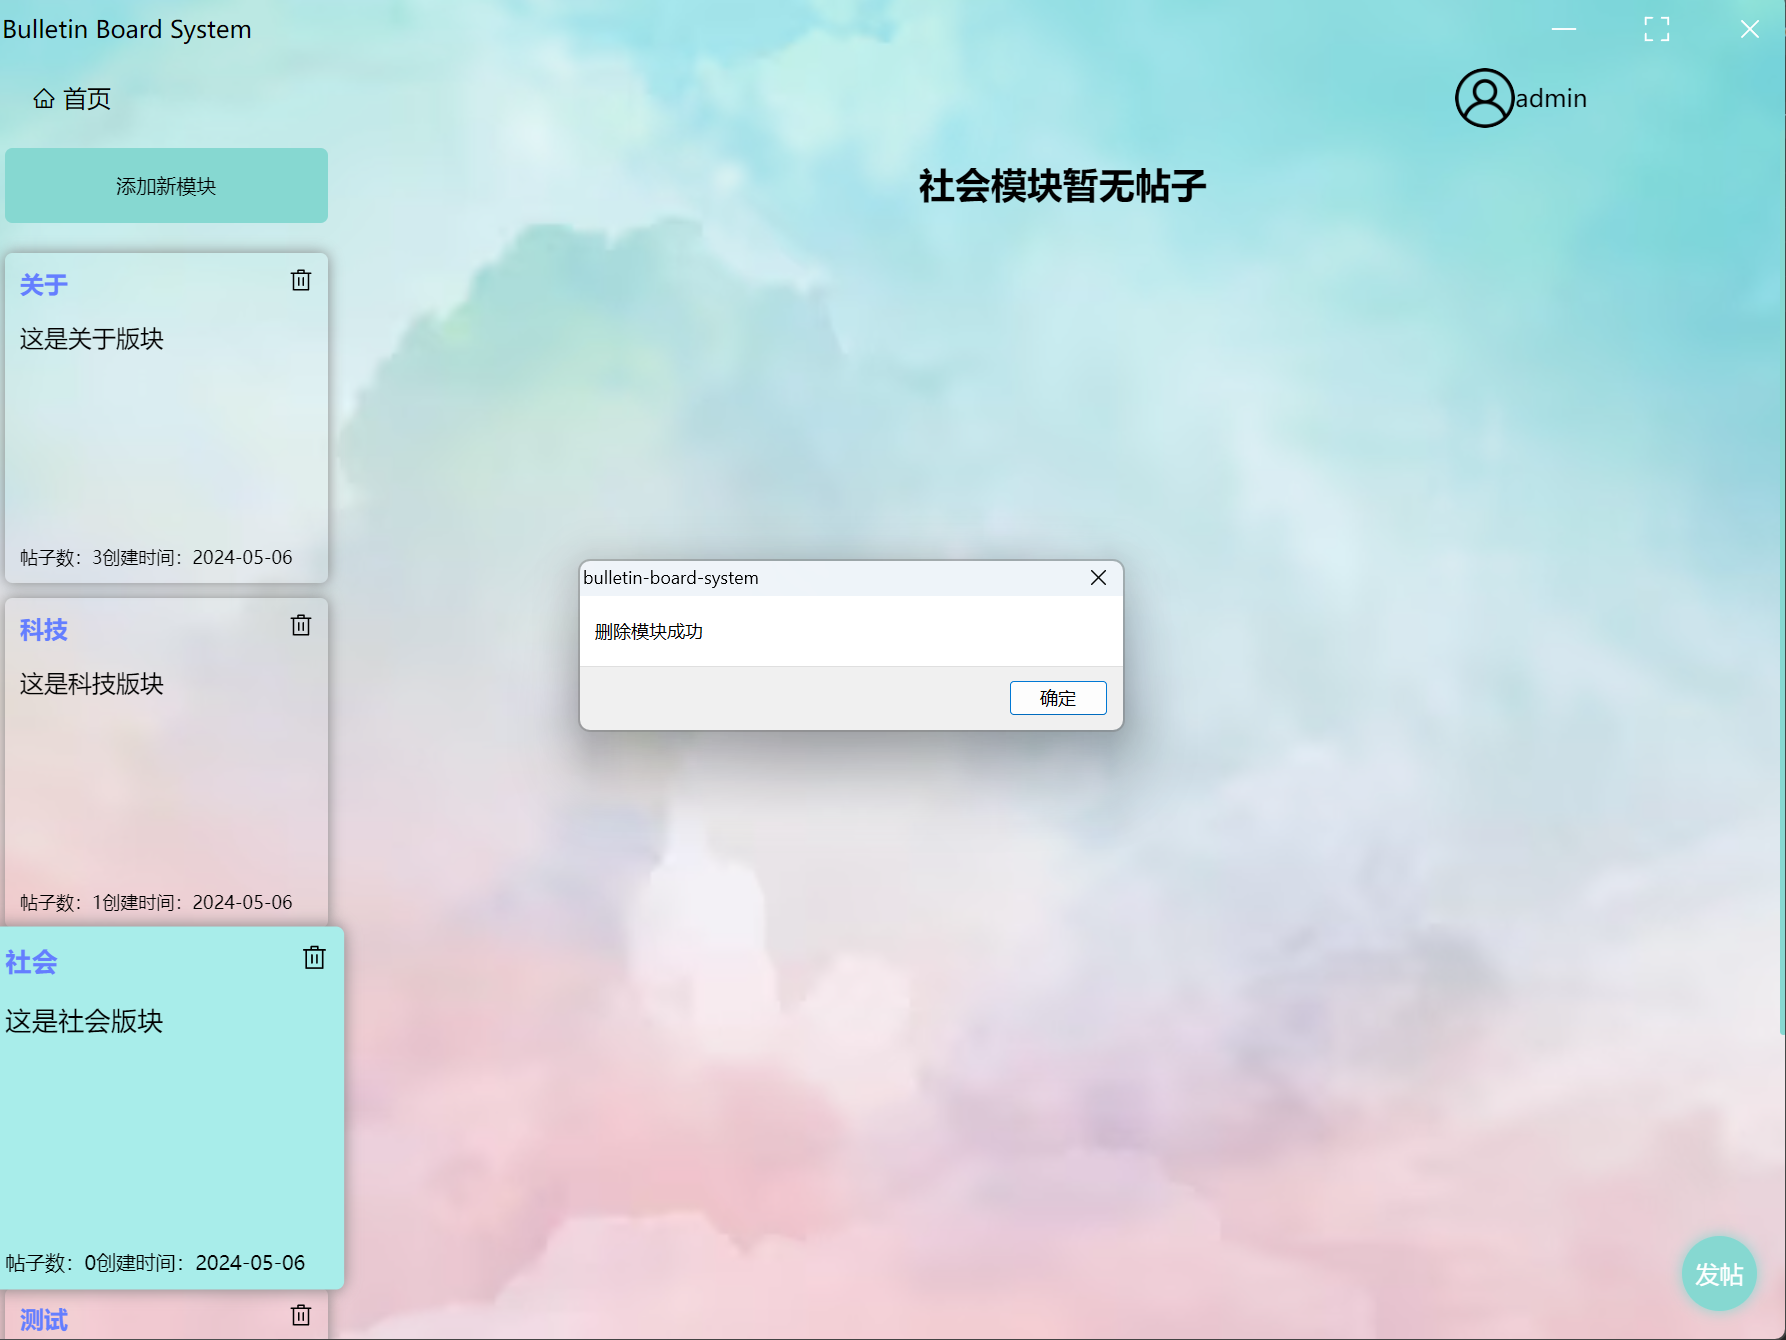 Bulletin Board System
首页
admin
添加新模块
社会模块暂无帖子
关于
这是关于版块
帖子数：3创建时间：2024-05-06
科技
这是科技版块
帖子数：1创建时间：2024-05-06
社会
这是社会版块
帖子数：0创建时间：2024-05-06
测试
bulletin-board-system
删除模块成功
确定
发帖